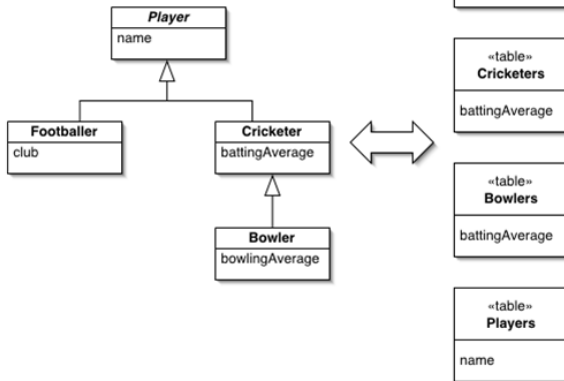 Player
name
Footballer
club
Cricketer
battingAverage
Bowler
bowlingAverage
«table»
Cricketers
battingAverage
«table»
Bowlers
battingAverage
«table»
Players
name